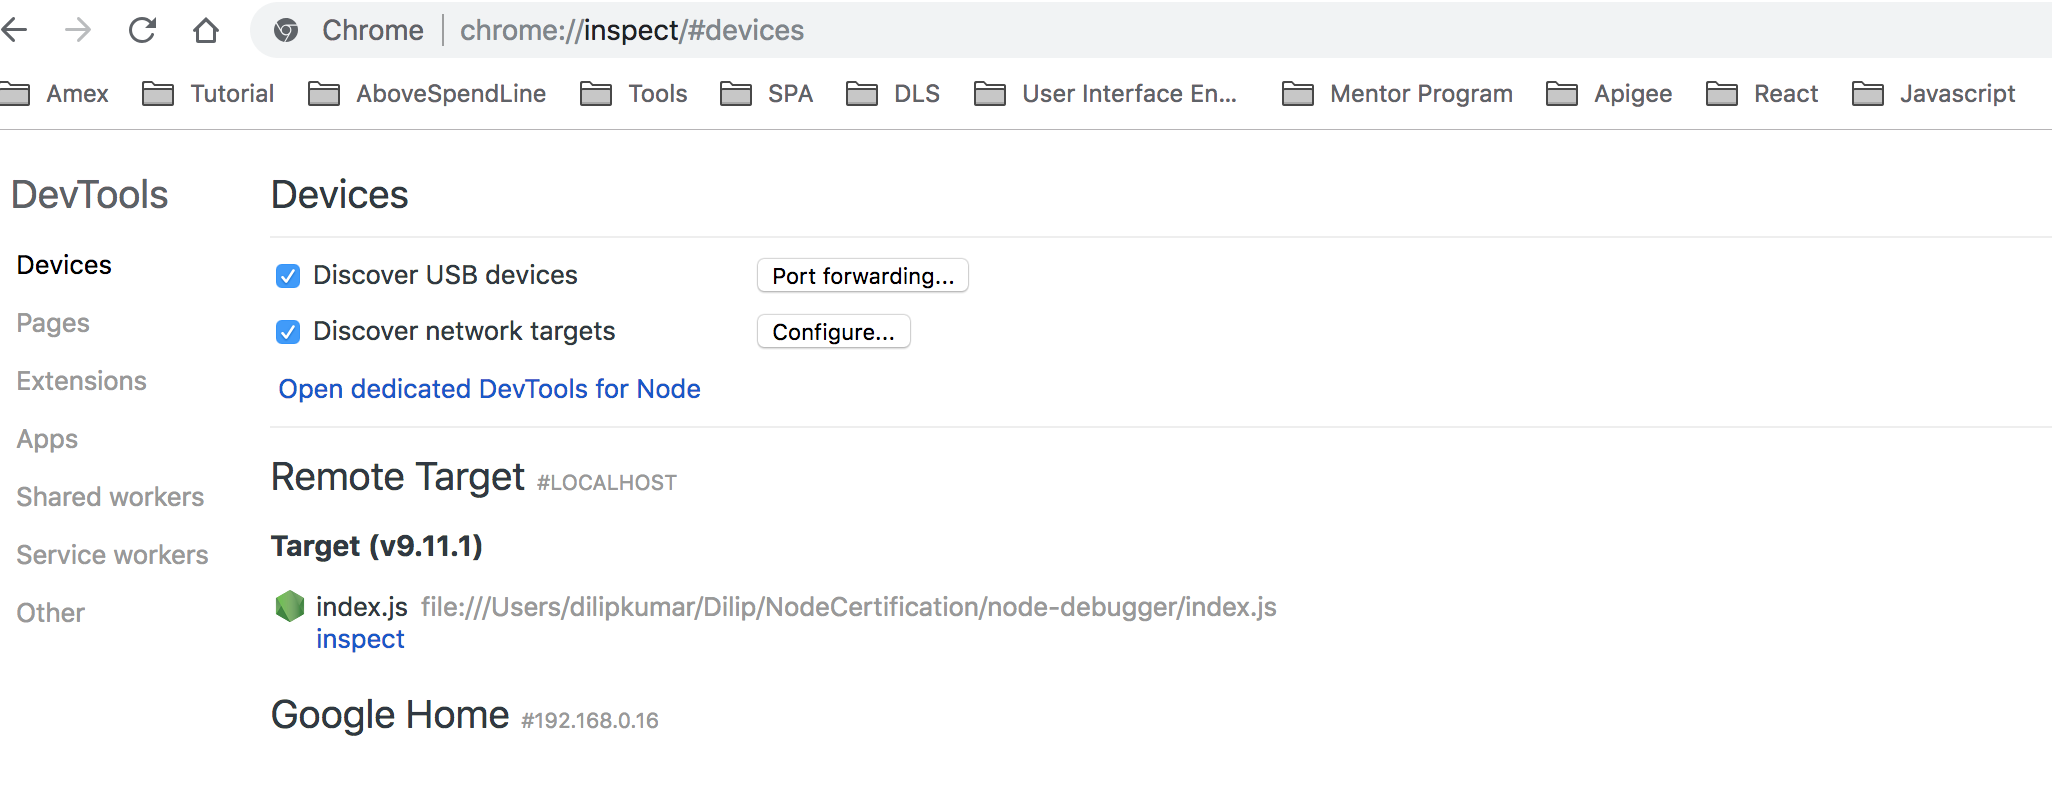 Chrome | chrome://inspect/#devices
Amex Tutorial AboveSpendLine Tools SPA DLS User Interface En... Mentor Program Apigee React Javascript
DevTools
Devices
Pages
Extensions
Apps
Shared workers
Service workers
Other
Devices
Discover USB devices Port forwarding...
Discover network targets Configure...
Open dedicated DevTools for Node
Remote Target #LOCALHOST
Target (v9.11.1)
index.js file:///Users/dilipkumar/Dilip/NodeCertification/node-debugger/index.js
inspect
Google Home #192.168.0.16